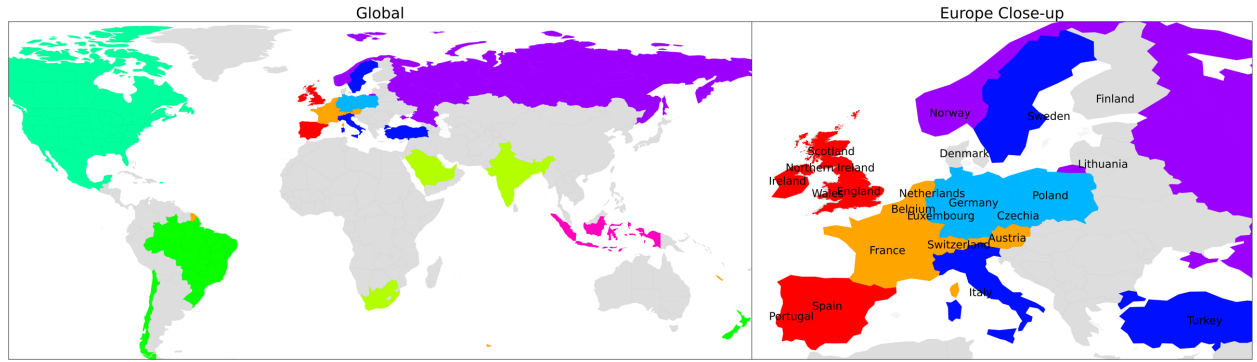 Global
Europe Close-up
Norway
Finland
Sweden
Denmark
Scotland
Northern Ireland
Lithuania
Ireland
Wales
England
Netherlands
Belgium
Germany
Poland
Luxembourg
Czechia
France
Switzerland
Austria
Italy
Spain
Portugal
Turkey